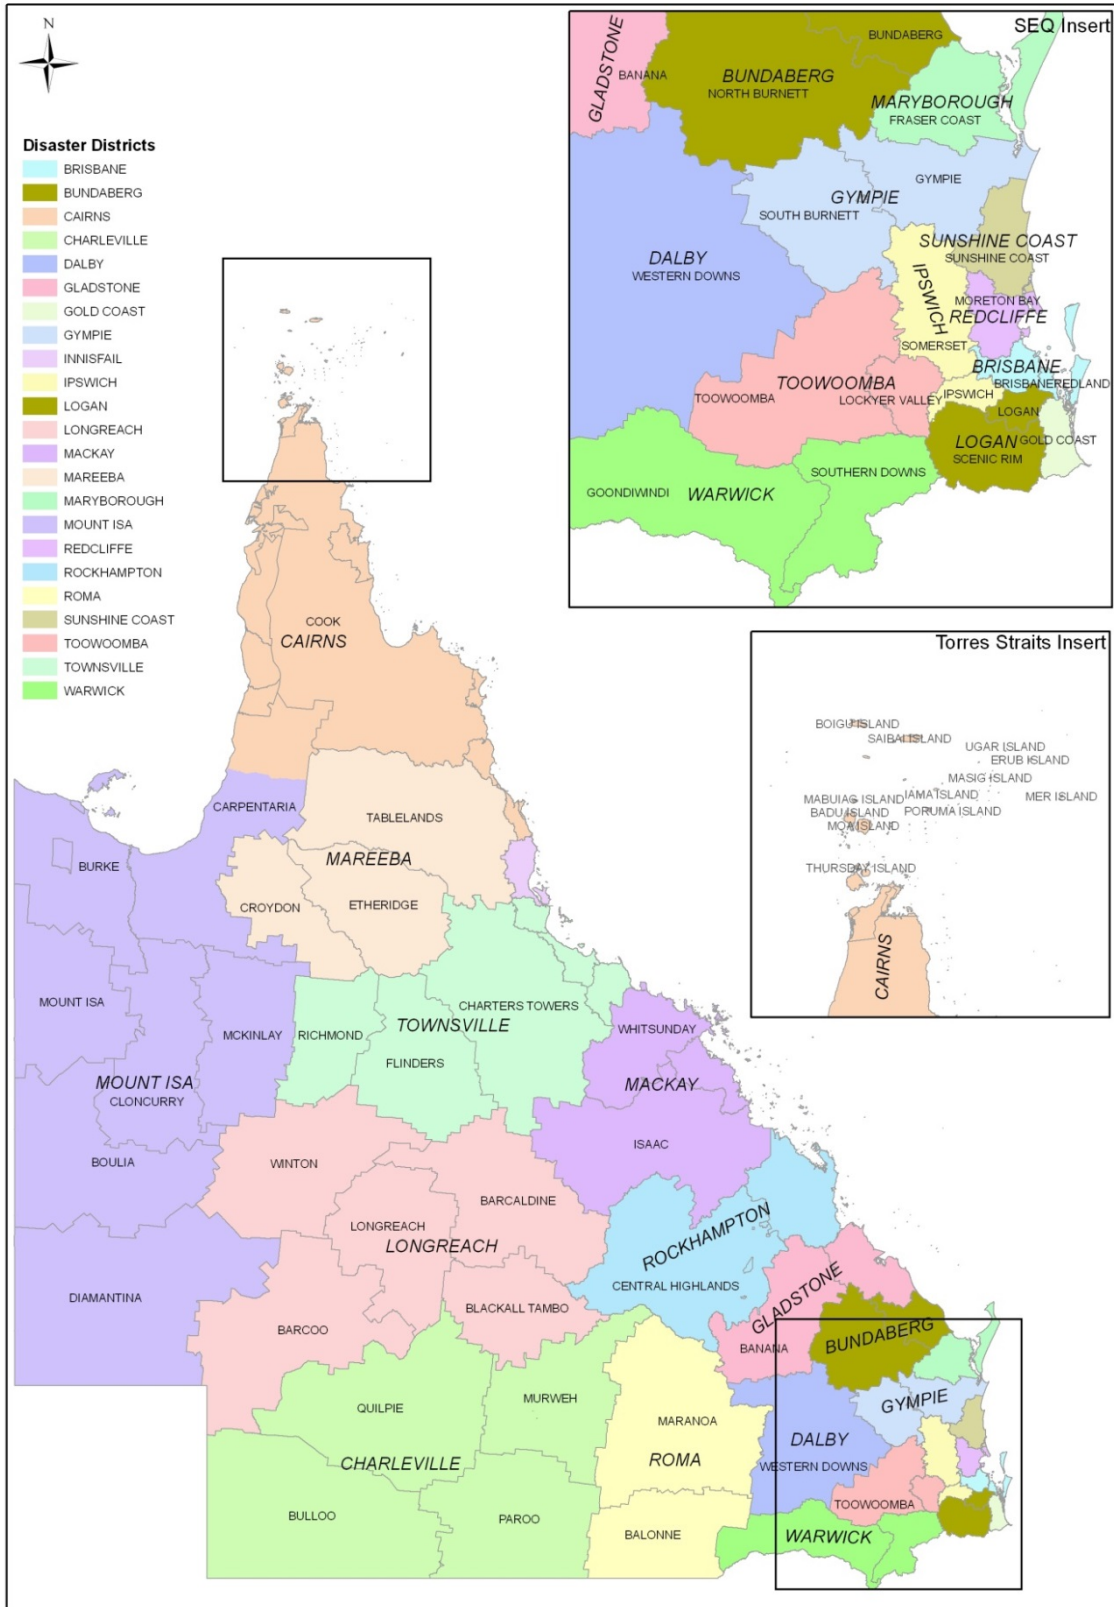 N
SEQ Insert
BUNDABERG
GLADSTONE
BANANA
BUNDABERG
NORTH BURNETT
MARYBOROUGH
FRASER COAST
GYMPIE
GYMPIE
SOUTH BURNETT
SUNSHINE COAST
SUNSHINE COAST
DALBY
WESTERN DOWNS
IPSWICH
MORETON BAY
REDCLIFFE
SOMERSET
BRISBANE
BRISBANE
REDLAND
TOOWOOMBA
TOOWOOMBA
LOCKYER VALLEY
IPSWICH
LOGAN
LOGAN
GOLD COAST
SCENIC RIM
SOUTHERN DOWNS
GOONDIWINDI
WARWICK
Disaster Districts
BRISBANE
BUNDABERG
CAIRNS
CHARLEVILLE
DALBY
GLADSTONE
GOLD COAST
GYMPIE
INNISFAIL
IPSWICH
LOGAN
LONGREACH
MACKAY
MAREEBA
MARYBOROUGH
MOUNT ISA
REDCLIFFE
ROCKHAMPTON
ROMA
SUNSHINE COAST
TOOWOOMBA
TOWNSVILLE
WARWICK
Torres Straits Insert
BOIGU ISLAND
SAIBAI ISLAND
UGAR ISLAND
ERUB ISLAND
MASIG ISLAND
MABUIAG ISLAND
IAMA ISLAND
MER ISLAND
BADU ISLAND
PORUMA ISLAND
MOA ISLAND
THURSDAY ISLAND
CAIRNS
COOK
CAIRNS
CARPENTARIA
TABLELANDS
BURKE
MAREEBA
CROYDON
ETHERIDGE
MOUNT ISA
MCKINLAY
RICHMOND
CHARTERS TOWERS
TOWNSVILLE
FLINDERS
WHITSUNDAY
MACKAY
MOUNT ISA
CLONCURRY
ISAAC
BOULIA
WINTON
BARCALDINE
LONGREACH
LONGREACH
ROCKHAMPTON
CENTRAL HIGHLANDS
DIAMANTINA
BLACKALL TAMBO
GLADSTONE
BARCOO
BANANA
BUNDABERG
QUILPIE
MURWEH
MARANOA
GYMPIE
DALBY
WESTERN DOWNS
CHARLEVILLE
ROMA
TOOWOOMBA
BULLOO
PAROO
BALONNE
WARWICK